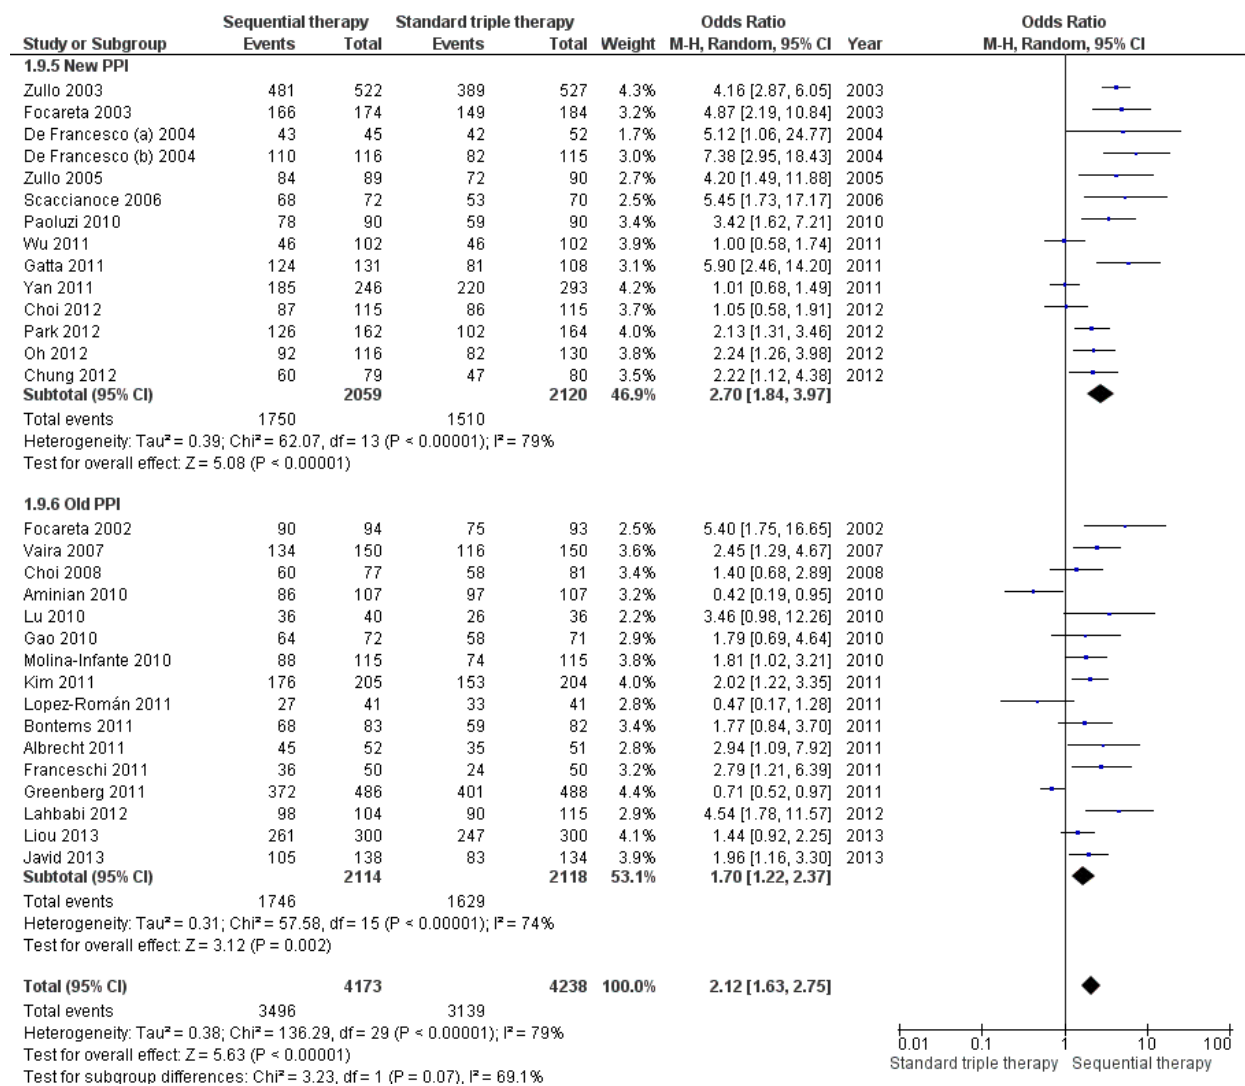 Sequential therapy Standard triple therapy Odds Ratio Odds Ratio
Study or Subgroup Events Total Events Total Weight M-H, Random, 95% CI Year M-H, Random, 95% CI
1.9.5 New PPI
Zullo 2003 481 522 389 527 4.3% 4.16 [2.87, 6.05] 2003
Focareta 2003 166 174 149 184 3.2% 4.87 [2.19, 10.84] 2003
De Francesco (a) 2004 43 45 42 52 1.7% 5.12 [1.06, 24.77] 2004
De Francesco (b) 2004 110 116 82 115 3.0% 7.38 [2.95, 18.43] 2004
Zullo 2005 84 89 72 90 2.7% 4.20 [1.49, 11.88] 2005
Scaccianoce 2006 68 72 53 70 2.5% 5.45 [1.73, 17.17] 2006
Paoluzi 2010 78 90 59 90 3.4% 3.42 [1.62, 7.21] 2010
Wu 2011 46 102 46 102 3.9% 1.00 [0.58, 1.74] 2011
Gatta 2011 124 131 81 108 3.1% 5.90 [2.46, 14.20] 2011
Yan 2011 185 246 220 293 4.2% 1.01 [0.68, 1.49] 2011
Choi 2012 87 115 86 115 3.7% 1.05 [0.58, 1.91] 2012
Park 2012 126 162 102 164 4.0% 2.13 [1.31, 3.46] 2012
Oh 2012 92 116 82 130 3.8% 2.24 [1.26, 3.98] 2012
Chung 2012 60 79 47 80 3.5% 2.22 [1.12, 4.38] 2012
Subtotal (95% CI) 2059 2120 46.9% 2.70 [1.84, 3.97]
Total events 1750 1510
Heterogeneity: Tau² = 0.39; Chi² = 62.07, df = 13 (P < 0.00001); I² = 79%
Test for overall effect: Z = 5.08 (P < 0.00001)
1.9.6 Old PPI
Focareta 2002 90 94 75 93 2.5% 5.40 [1.75, 16.65] 2002
Vaira 2007 134 150 116 150 3.6% 2.45 [1.29, 4.67] 2007
Choi 2008 60 77 58 81 3.4% 1.40 [0.68, 2.89] 2008
Aminian 2010 86 107 97 107 3.2% 0.42 [0.19, 0.95] 2010
Lu 2010 36 40 26 36 2.2% 3.46 [0.98, 12.26] 2010
Gao 2010 64 72 58 71 2.9% 1.79 [0.69, 4.64] 2010
Molina-Infante 2010 88 115 74 115 3.8% 1.81 [1.02, 3.21] 2010
Kim 2011 176 205 153 204 4.0% 2.02 [1.22, 3.35] 2011
Lopez-Román 2011 27 41 33 41 2.8% 0.47 [0.17, 1.28] 2011
Bontems 2011 68 83 59 82 3.4% 1.77 [0.84, 3.70] 2011
Albrecht 2011 45 52 35 51 2.8% 2.94 [1.09, 7.92] 2011
Franceschi 2011 36 50 24 50 3.2% 2.79 [1.21, 6.39] 2011
Greenberg 2011 372 486 401 488 4.4% 0.71 [0.52, 0.97] 2011
Lahbabi 2012 98 104 90 115 2.9% 4.54 [1.78, 11.57] 2012
Liou 2013 261 300 247 300 4.1% 1.44 [0.92, 2.25] 2013
Javid 2013 105 138 83 134 3.9% 1.96 [1.16, 3.30] 2013
Subtotal (95% CI) 2114 2118 53.1% 1.70 [1.22, 2.37]
Total events 1746 1629
Heterogeneity: Tau² = 0.31; Chi² = 57.58, df = 15 (P < 0.00001); I² = 74%
Test for overall effect: Z = 3.12 (P = 0.002)
Total (95% CI) 4173 4238 100.0% 2.12 [1.63, 2.75]
Total events 3496 3139
Heterogeneity: Tau² = 0.38; Chi² = 136.29, df = 29 (P < 0.00001); I² = 79%
Test for overall effect: Z = 5.63 (P < 0.00001)
Test for subgroup differences: Chi² = 3.23, df = 1 (P = 0.07), I² = 69.1%
0.01 0.1 1 10 100
Standard triple therapy Sequential therapy